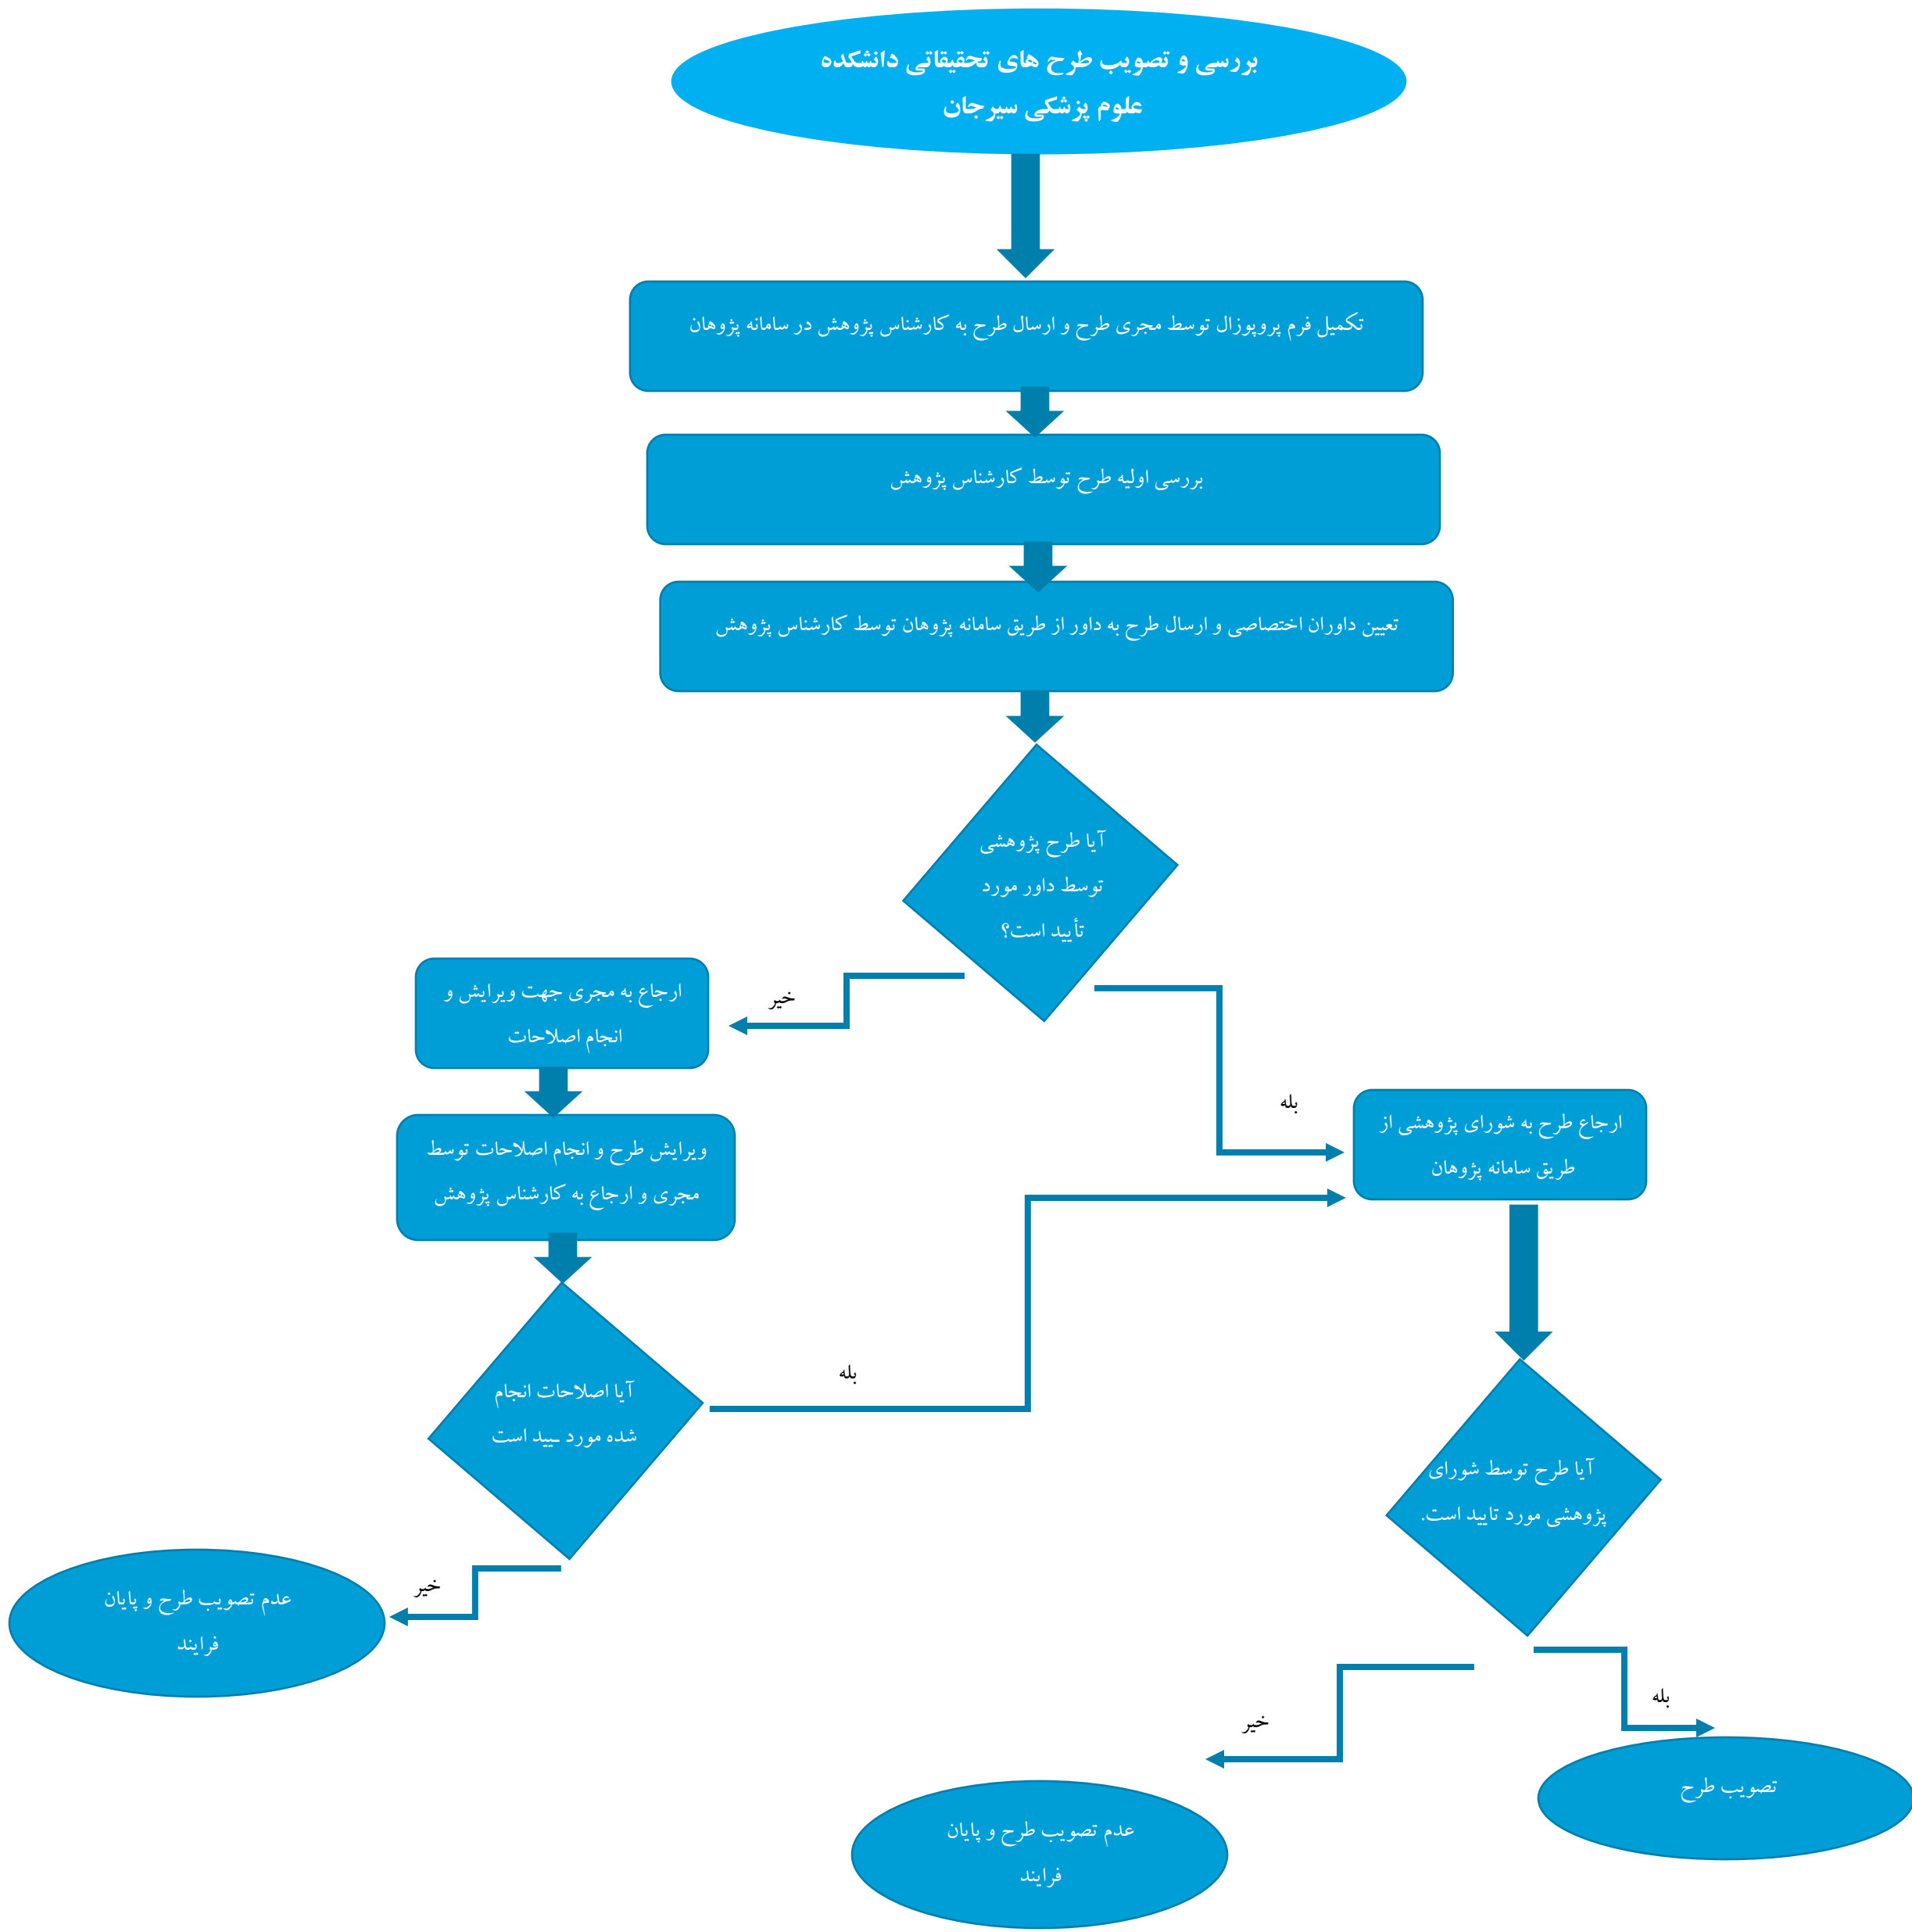 بررسی و تصویب طرح های تحقیقاتی دانشکده
علوم پزشکی سیرجان
تکمیل فرم پروپوزال توسط مجری طرح و ارسال طرح به کارشناس پژوهش در سامانه پژوهان
بررسی اولیه طرح توسط کارشناس پژوهش
تعیین داوران اختصاصی و ارسال طرح به داور از طریق سامانه پژوهان توسط کارشناس پژوهش
آیا طرح پژوهشی
توسط داور مورد
تأیید است؟
خیر
بله
ارجاع به مجری جهت ویرایش و
انجام اصلاحات
ارجاع طرح به شورای پژوهشی از
طریق سامانه پژوهان
ویرایش طرح و انجام اصلاحات توسط
مجری و ارجاع به کارشناس پژوهش
بله
آیا اصلاحات انجام
شده مورد ـیید است
آیا طرح توسط شورای
پژوهشی مورد تایید است.
خیر
عدم تصویب طرح و پایان
فرایند
بله
خیر
تصویب طرح
عدم تصویب طرح و پایان
فرایند